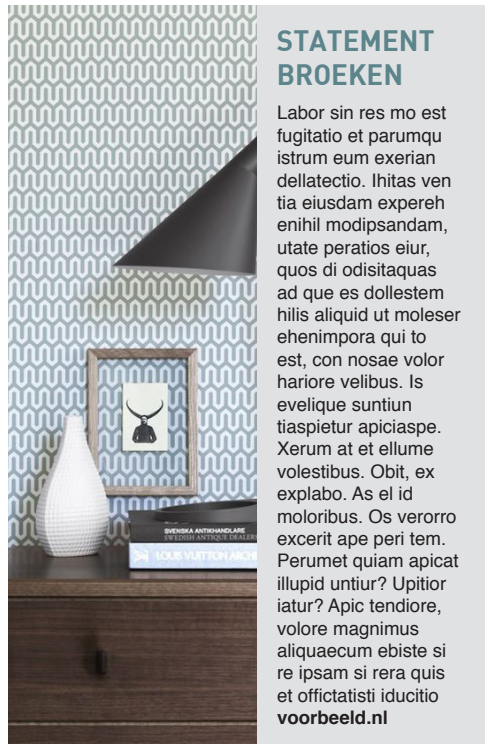 STATEMENT
BROEKEN
Labor sin res mo est
fugitatio et parumqu
istrum eum exerian
dellatectio. Ihitas ven
tia eiusdam expereh
enihil modipsandam,
utate peratios eiur,
quos di odisitaquas
ad que es dollestem
hilis aliquid ut moleser
ehenimpora qui to
est, con nosae volor
hariore velibus. Is
evelique suntiun
tiaspietur apiciaspe.
Xerum at et ellume
volestibus. Obit, ex
explabo. As el id
moloribus. Os verorro
excerit ape peri tem.
Perumet quiam apicat
illupid untiur? Upitior
iatur? Apic tendiore,
volore magnimus
aliquaecum ebiste si
re ipsam si rera quis
et offictatisti iducitio
voorbeeld.nl
SVENSKA ANTIKHANDLARE
SWEDISH ANTIQUE DEALERS
LOUIS VUITTON ARCH